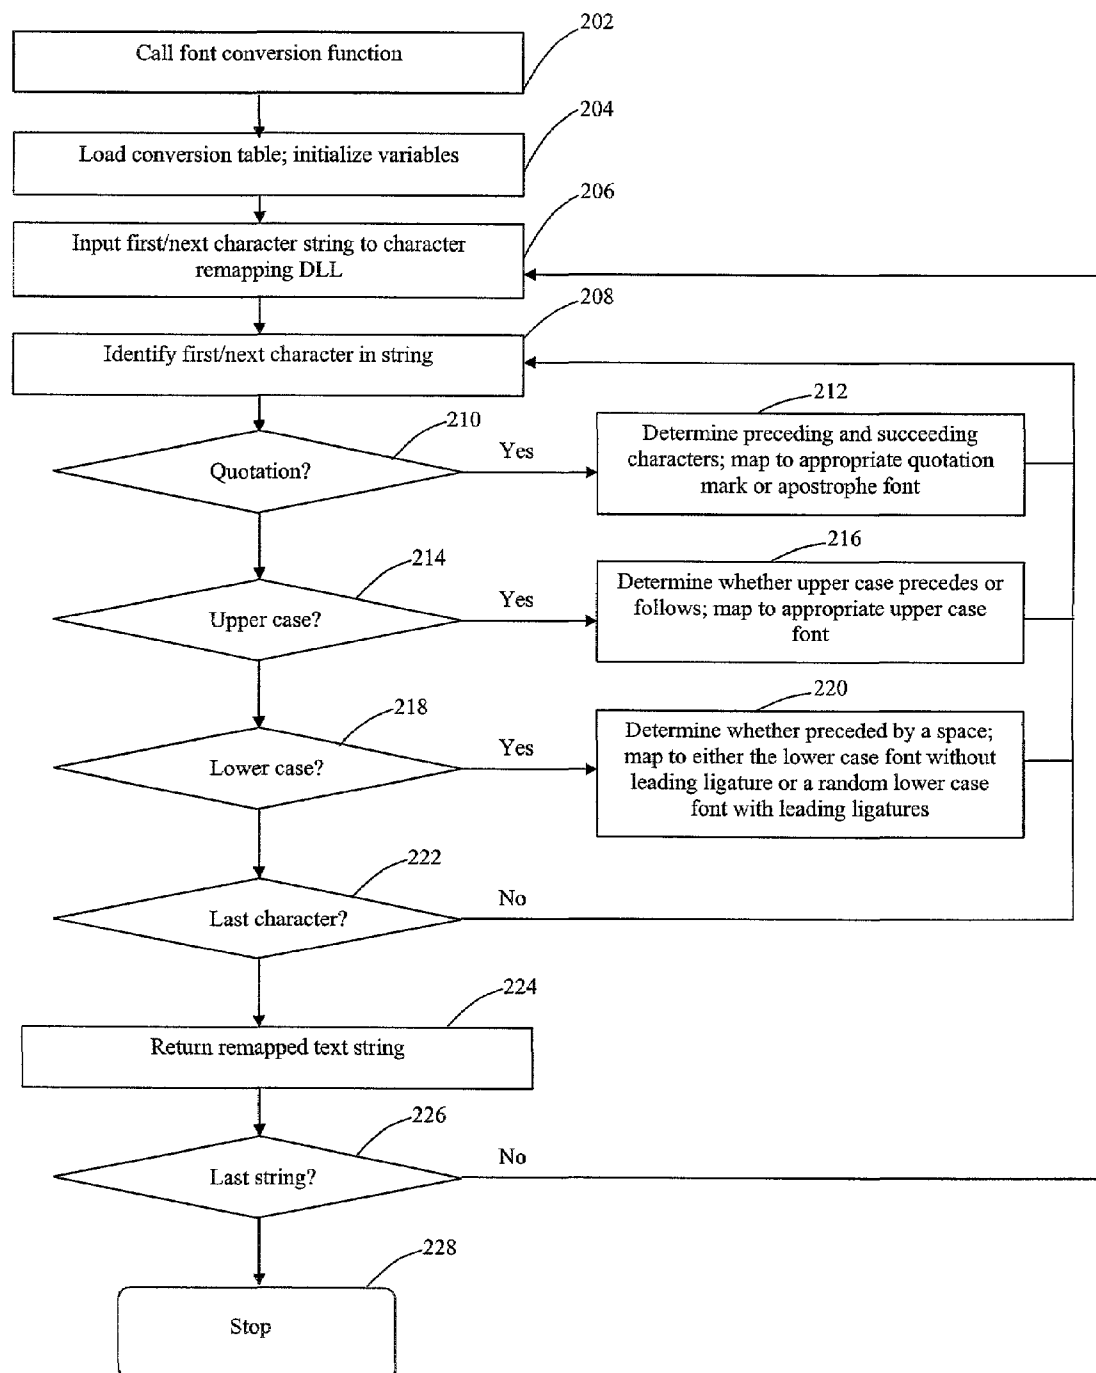 202
Call font conversion function
204
Load conversion table; initialize variables
206
Input first/next character string to character
remapping DLL
208
Identify first/next character in string
210
Quotation?
Yes
212
Determine preceding and succeeding
characters; map to appropriate quotation
mark or apostrophe font
214
Upper case?
Yes
216
Determine whether upper case precedes or
follows; map to appropriate upper case
font
218
Lower case?
Yes
220
Determine whether preceded by a space;
map to either the lower case font without
leading ligature or a random lower case
font with leading ligatures
222
Last character?
No
224
Return remapped text string
226
Last string?
No
228
Stop